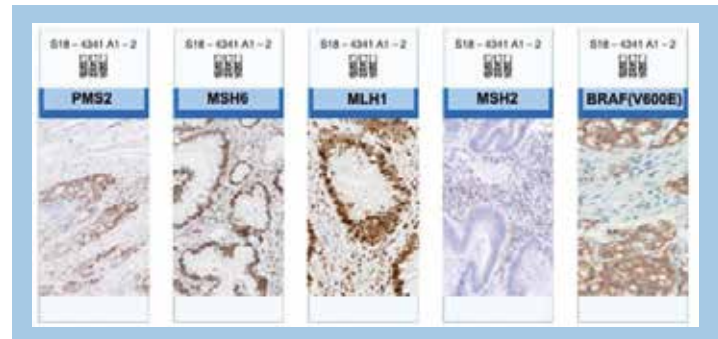 S18 – 4341 A1 – 2
S18 – 4341 A1 – 2
S18 – 4341 A1 – 2
S18 – 4341 A1 – 2
S18 – 4341 A1 – 2
PMS2
MSH6
MLH1
MSH2
BRAF(V600E)